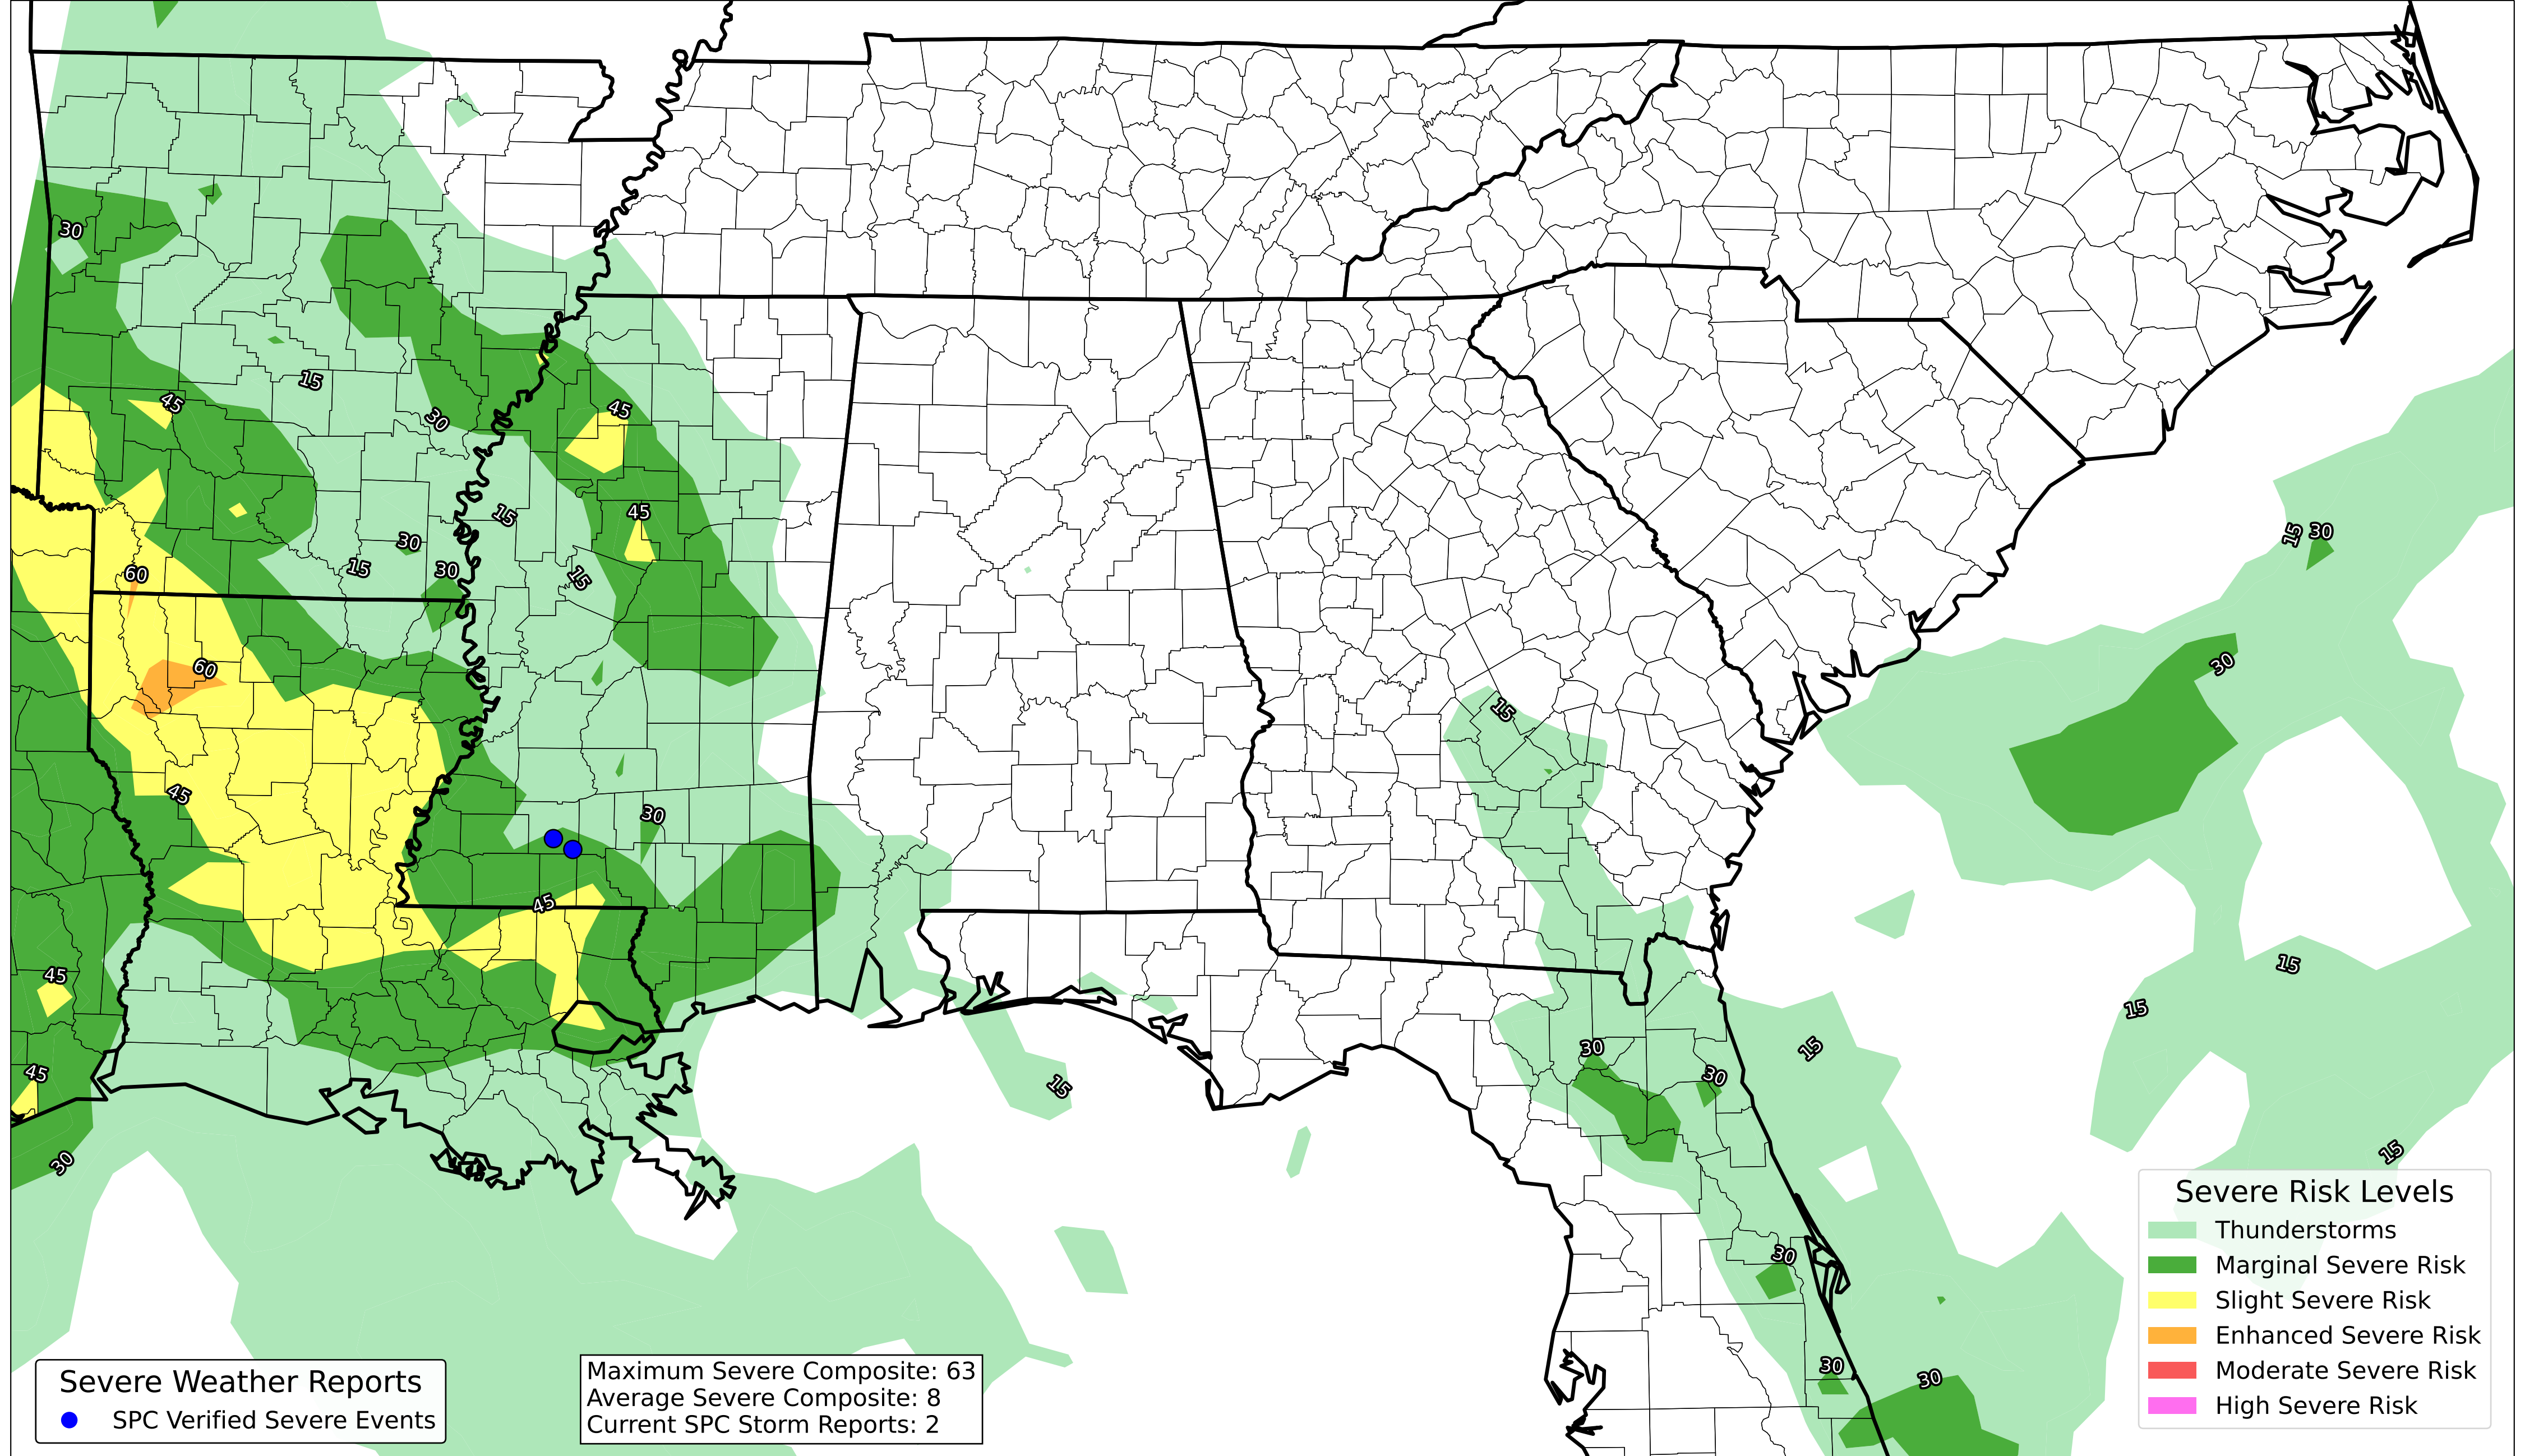 30
45
15
30
45
45
15
30
15
30
30
15
15
60
60
30
15
45
30
45
15
30
45
15
30
15
45
30
30
15
15
30
30
30
30
Severe Risk Levels
Thunderstorms
Marginal Severe Risk
Slight Severe Risk
Enhanced Severe Risk
Moderate Severe Risk
High Severe Risk
Severe Weather Reports
SPC Verified Severe Events
Maximum Severe Composite: 63
Average Severe Composite: 8
Current SPC Storm Reports: 2